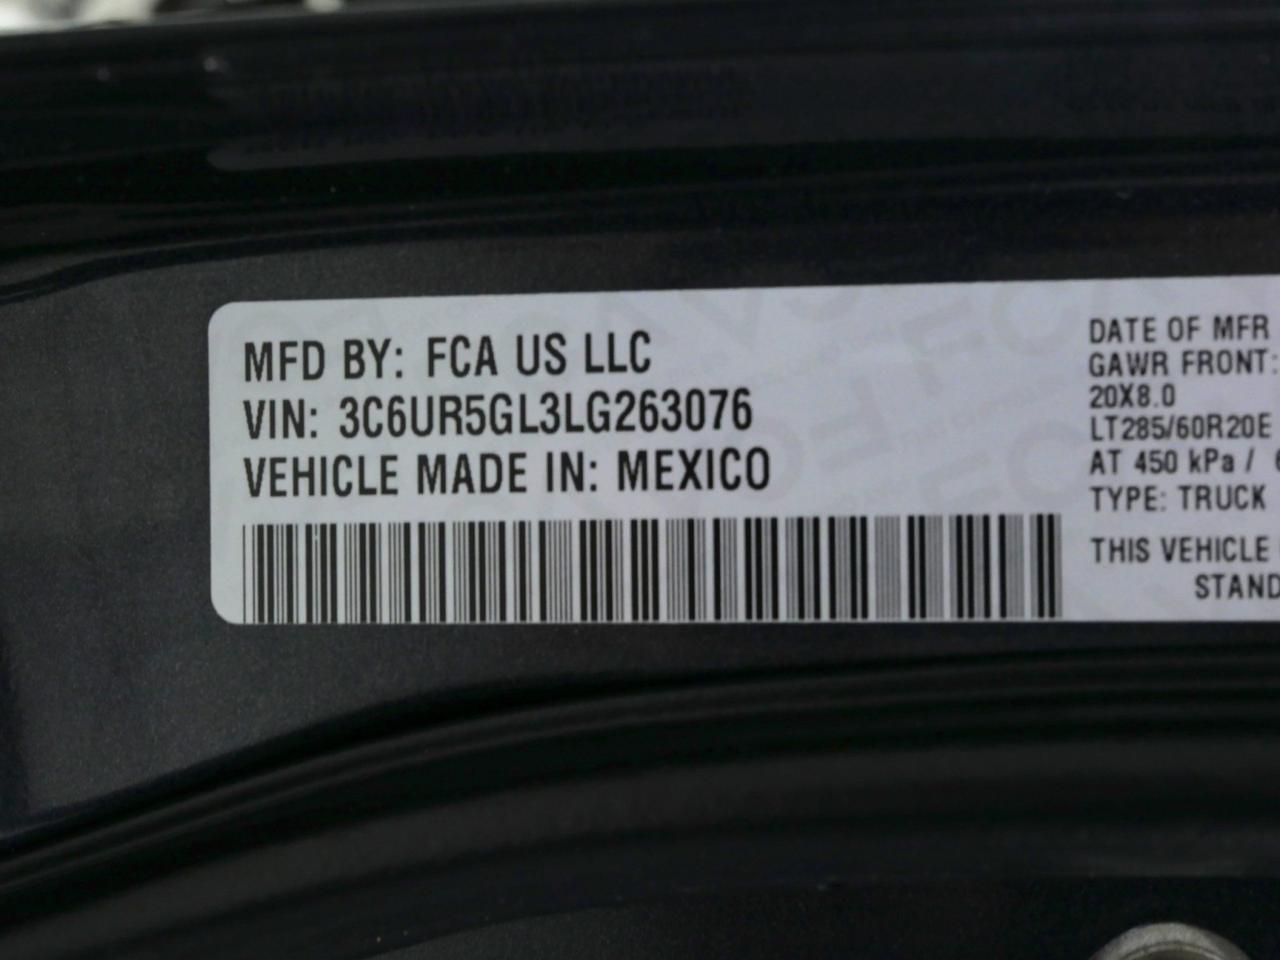 MFD BY: FCA US LLC
VIN: 3C6UR5GL3LG263076
VEHICLE MADE IN: MEXICO
DATE OF MFR
GAWR FRONT:
20X8.0
LT285/60R20E
AT 450 kPa /
TYPE: TRUCK
THIS VEHICLE
STAND